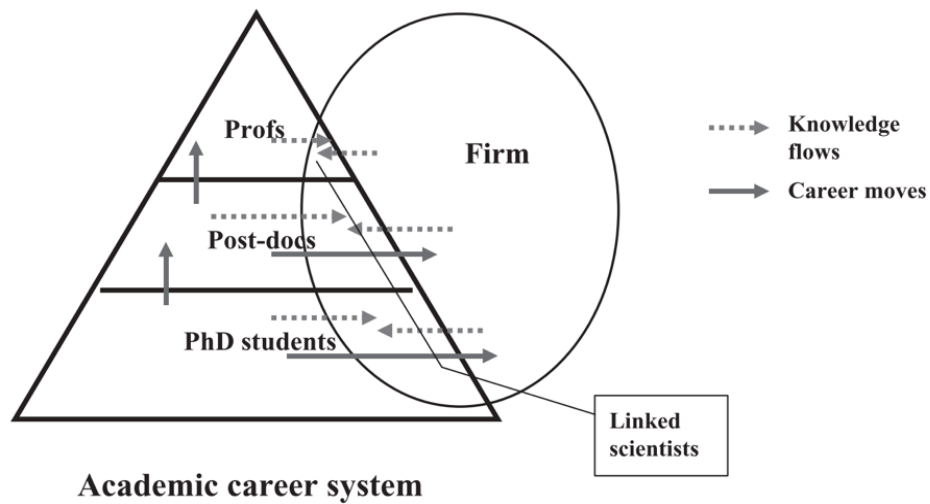 Profs
Firm
Knowledge
flows
Career moves
Post-docs
PhD students
Linked
scientists
Academic career system